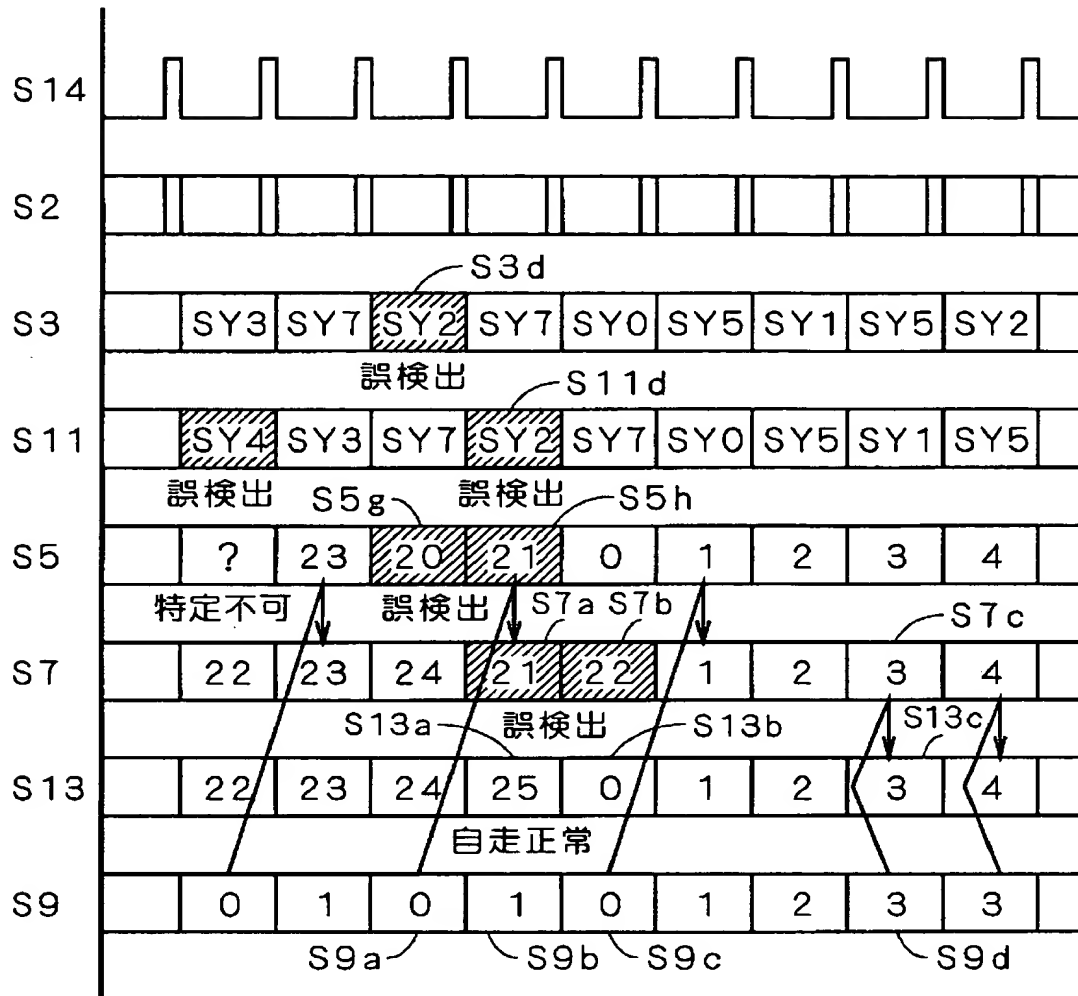 S14
S2
S3d
S3 SY3 SY7 SY2 SY7 SY0 SY5 SY1 SY5 SY2
誤検出 S11d
S11 SY4 SY3 SY7 SY2 SY7 SY0 SY5 SY1 SY5
誤検出 S5g 誤検出 S5h
S5 ? 23 20 21 0 1 2 3 4
特定不可 誤検出 S7a S7b S7c
S7 22 23 24 21 22 1 2 3 4
S13a 誤検出 S13b S13c
S13 22 23 24 25 0 1 2 3 4
自走正常
S9 0 1 0 1 0 1 2 3 3
S9a S9b S9c S9d